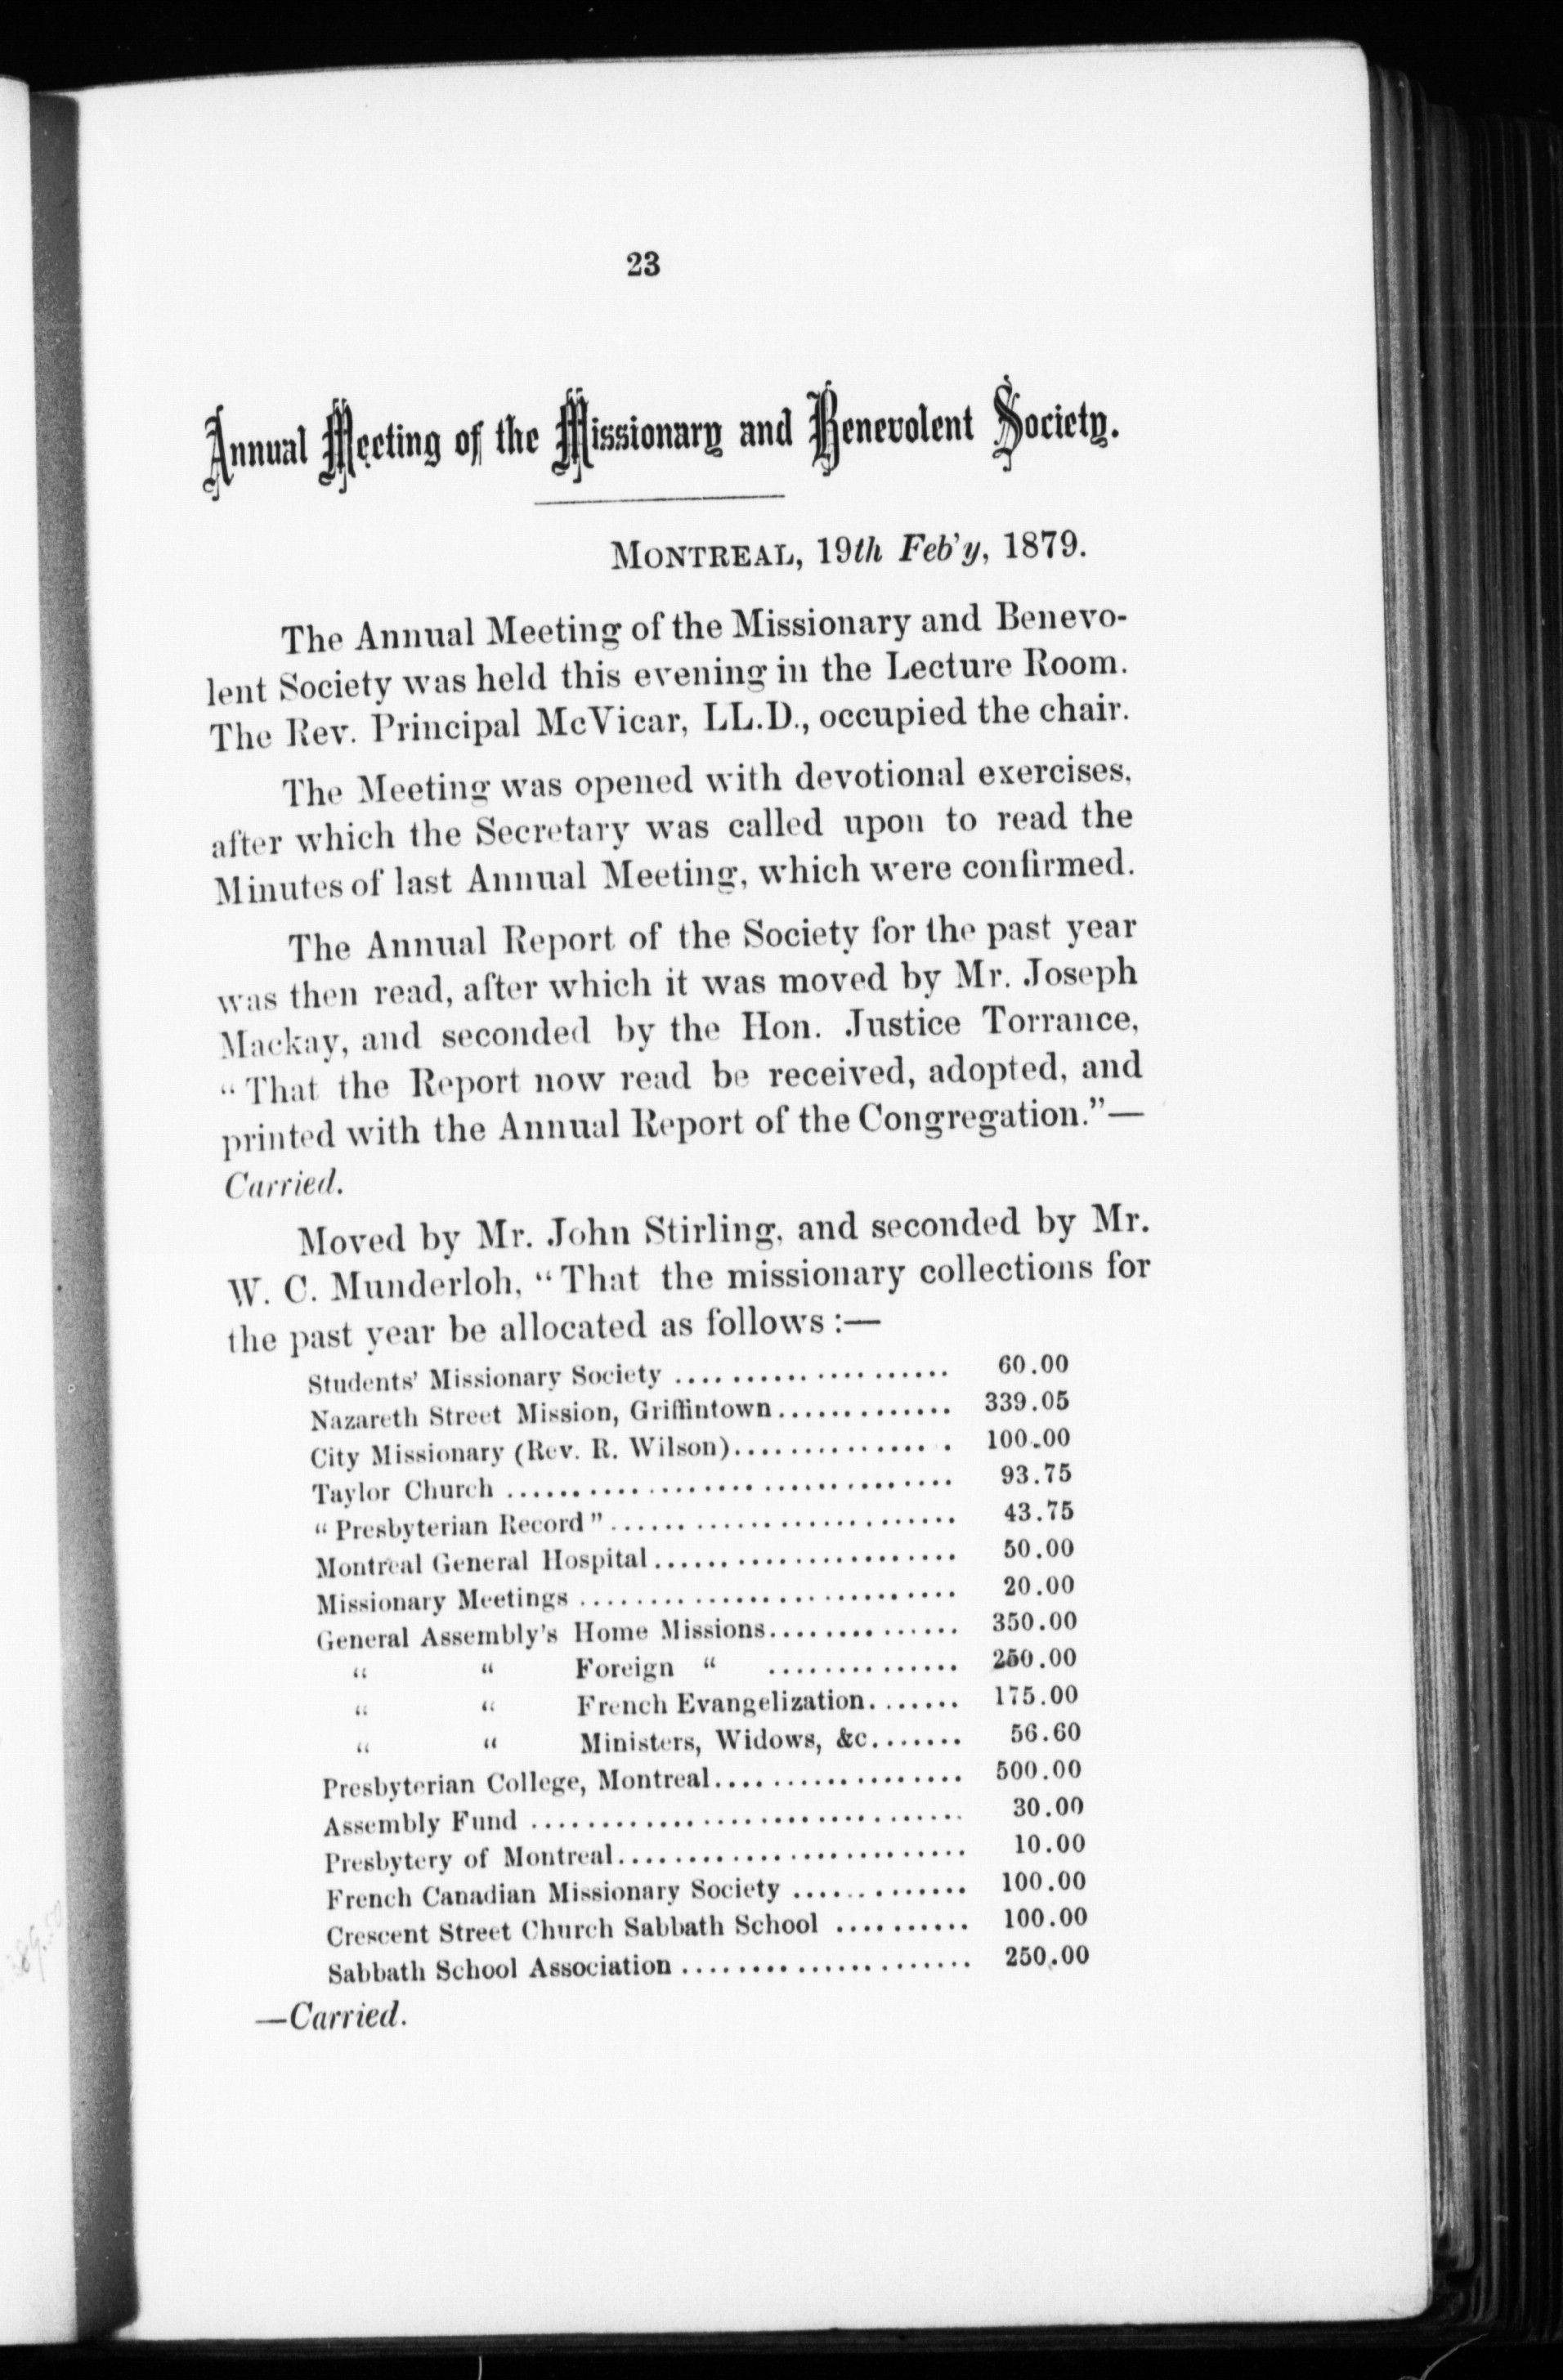 23
Annual Meeting of the Missionary and Benevolent Society.
MONTREAL, 19th Feb'y, 1879.
The Annual Meeting of the Missionary and Benevo-
lent Society was held this evening in the Lecture Room.
The Rev. Principal McVicar, LL.D., occupied the chair.
The Meeting was opened with devotional exercises,
after which the Secretary was called upon to read the
Minutes of last Annual Meeting, which were confirmed.
The Annual Report of the Society for the past year
was then read, after which it was moved by Mr. Joseph
Mackay, and seconded by the Hon. Justice Torrance,
“That the Report now read be received, adopted, and
printed with the Annual Report of the Congregation.”—
Carried.
Moved by Mr. John Stirling, and seconded by Mr.
W. C. Munderloh, “That the missionary collections for
the past year be allocated as follows :—
Students' Missionary Society .................... 60.00
Nazareth Street Mission, Griffintown............. 339.05
City Missionary (Rev. R. Wilson)................ 100.00
Taylor Church ................................ 93.75
“Presbyterian Record”......................... 43.75
Montreal General Hospital...................... 50.00
Missionary Meetings ........................... 20.00
General Assembly's Home Missions.............. 350.00
“ “ Foreign “ .............. 250.00
“ “ French Evangelization....... 175.00
“ “ Ministers, Widows, &c....... 56.60
Presbyterian College, Montreal.................. 500.00
Assembly Fund ............................... 30.00
Presbytery of Montreal......................... 10.00
French Canadian Missionary Society ............. 100.00
Crescent Street Church Sabbath School .......... 100.00
Sabbath School Association ..................... 250.00
—Carried.